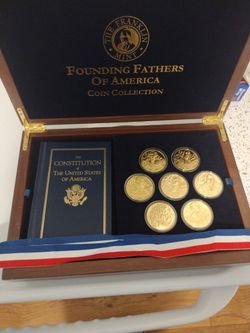 THE FRANKLIN
MINT
FOUNDING FATHERS
OF AMERICA
COIN COLLECTION
THE
CONSTITUTION
of
THE UNITED STATES
OF AMERICA